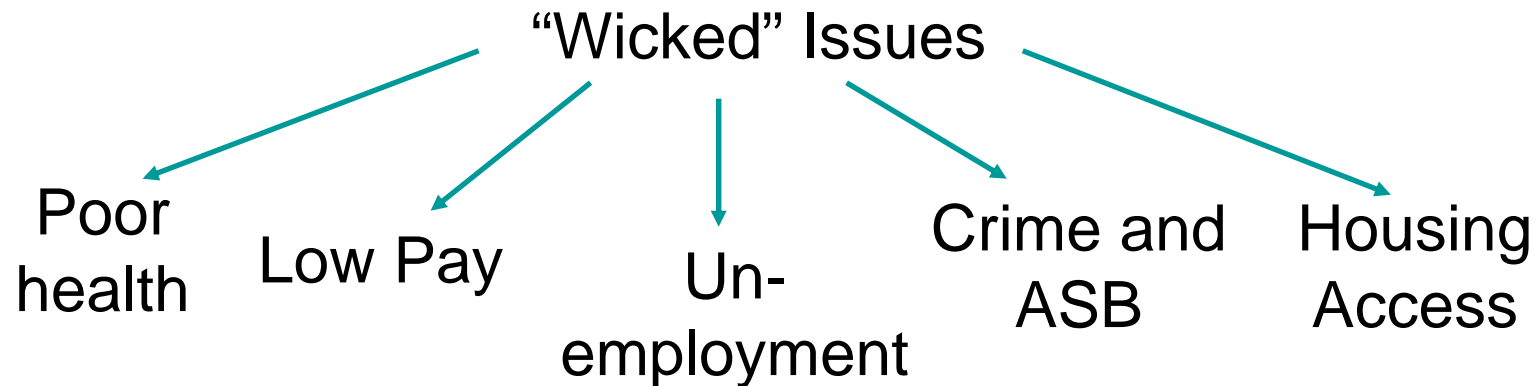 “Wicked” Issues
Poor
health
Low Pay
Un-
employment
Crime and
ASB
Housing
Access